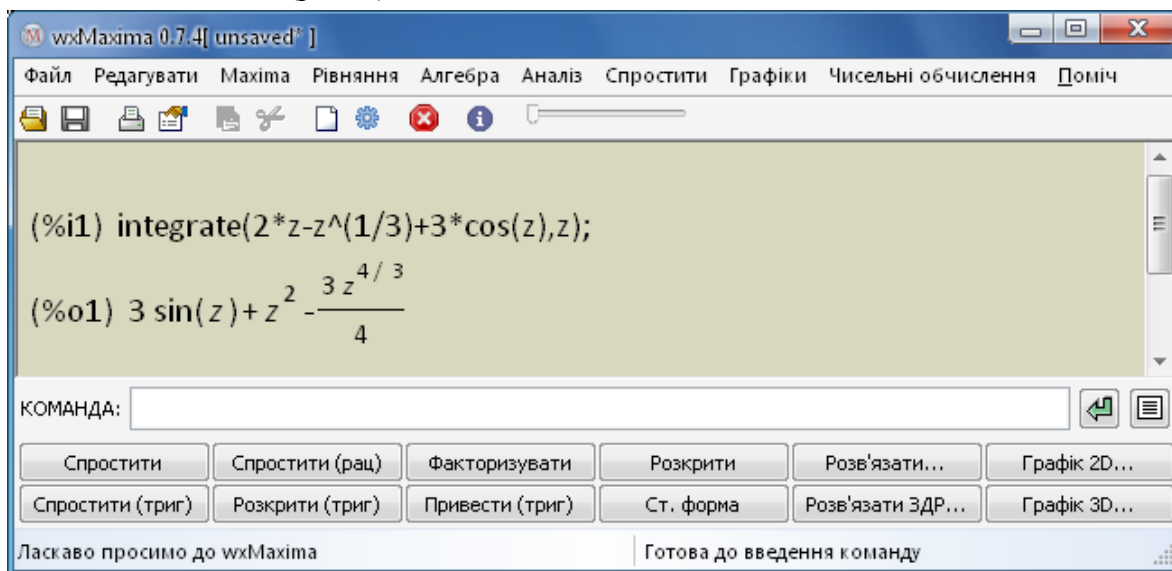 wxMaxima 0.7.4[ unsaved* ]
Файл Редагувати Maxima Рівняння Алгебра Аналіз Спростити Графіки Чисельні обчислення Поміч
(%i1) integrate(2*z-z^(1/3)+3*cos(z),z);
(%o1) 3 sin(z)+z^2-(3 z^(4/3))/4
КОМАНДА:
Спростити Спростити (рац) Факторизувати Розкрити Розв'язати... Графік 2D...
Спростити (триг) Розкрити (триг) Привести (триг) Ст. форма Розв'язати ЗДР... Графік 3D...
Ласкаво просимо до wxMaxima Готова до введення команду